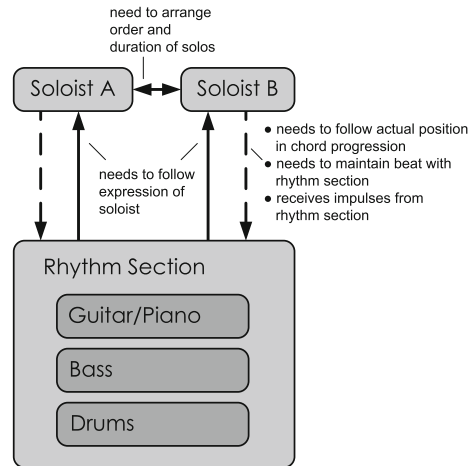 need to arrange
order and
duration of solos
Soloist A
Soloist B
● needs to follow actual position
in chord progression
● needs to maintain beat with
rhythm section
● receives impulses from
rhythm section
needs to follow
expression of
soloist
Rhythm Section
Guitar/Piano
Bass
Drums